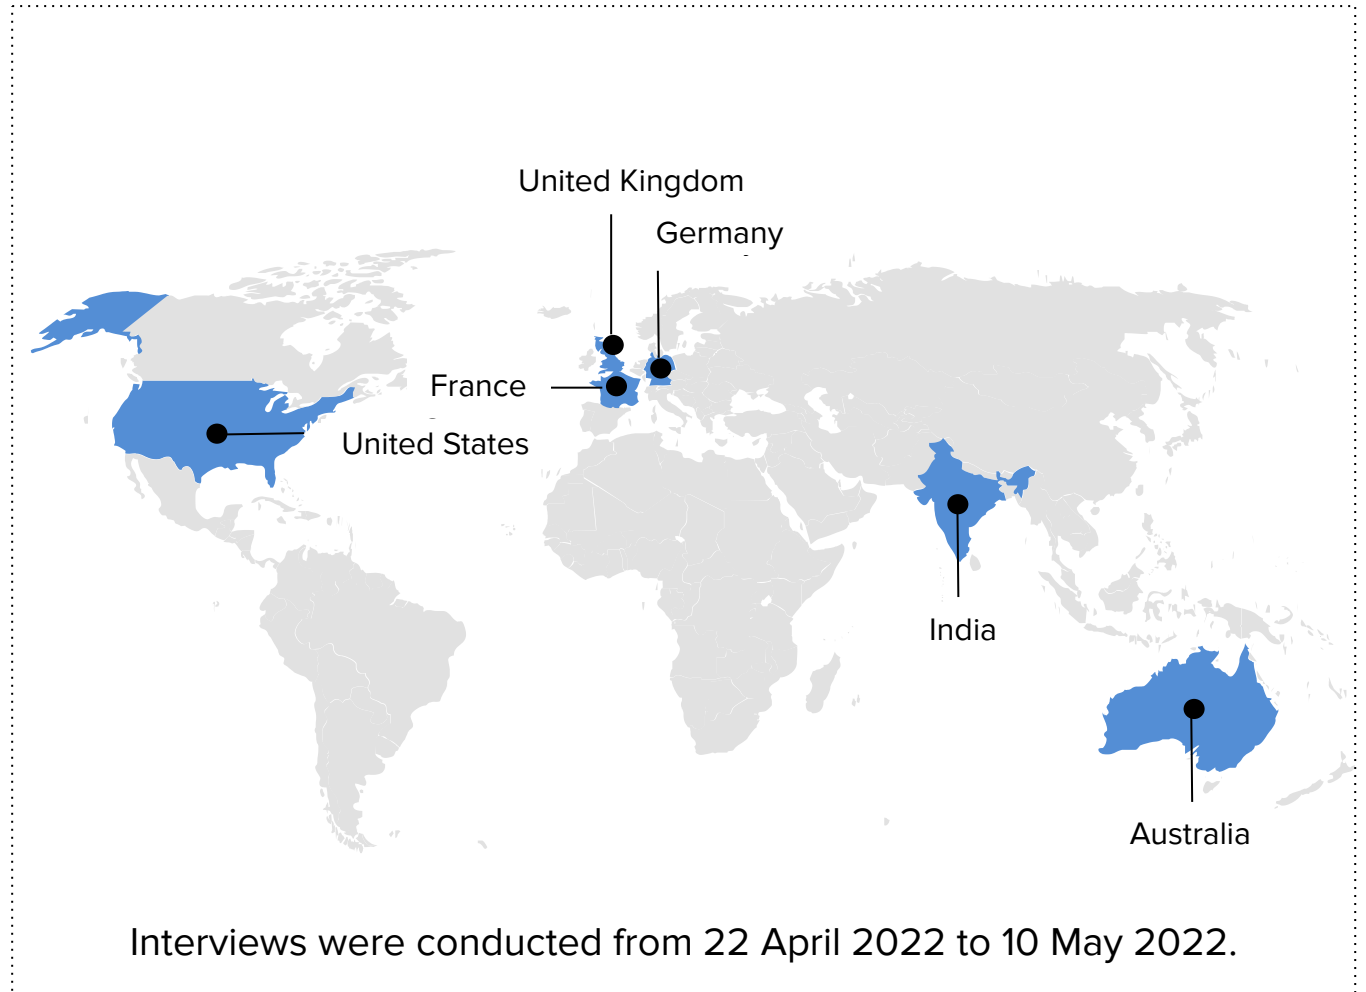 United Kingdom
Germany
France
United States
India
Australia
Interviews were conducted from 22 April 2022 to 10 May 2022.